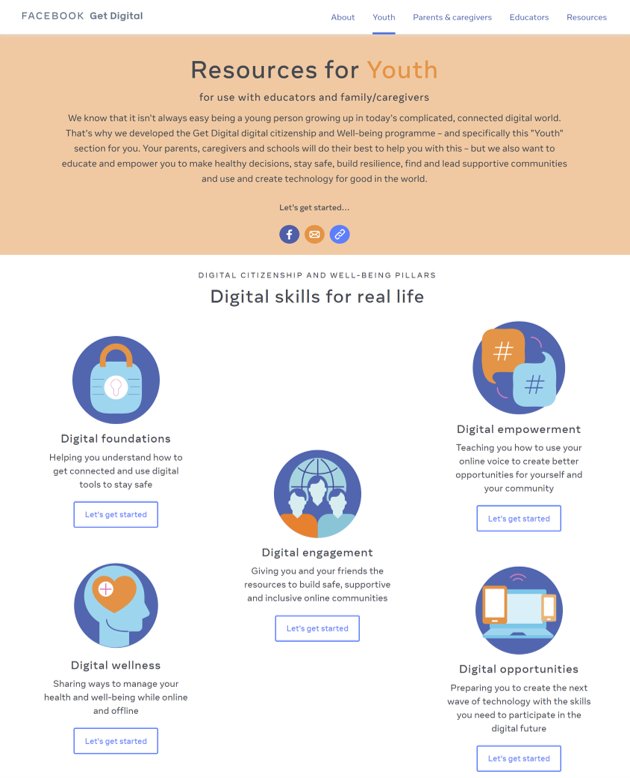 FACEBOOK Get Digital
About
Youth
Parents & caregivers
Educators
Resources
Resources for Youth
for use with educators and family/caregivers
We know that it isn't always easy being a young person growing up in today's complicated, connected digital world.
That's why we developed the Get Digital digital citizenship and Well-being programme – and specifically this "Youth"
section for you. Your parents, caregivers and schools will do their best to help you with this – but we also want to
educate and empower you to make healthy decisions, stay safe, build resilience, find and lead supportive communities
and use and create technology for good in the world.
Let's get started...
DIGITAL CITIZENSHIP AND WELL-BEING PILLARS
Digital skills for real life
Digital foundations
Helping you understand how to
get connected and use digital
tools to stay safe
Let's get started
Digital wellness
Sharing ways to manage your
health and well-being while online
and offline
Let's get started
Digital engagement
Giving you and your friends the
resources to build safe, supportive
and inclusive online communities
Let's get started
# #
Digital empowerment
Teaching you how to use your
online voice to create better
opportunities for yourself and
your community
Let's get started
Digital opportunities
Preparing you to create the next
wave of technology with the skills
you need to participate in the
digital future
Let's get started